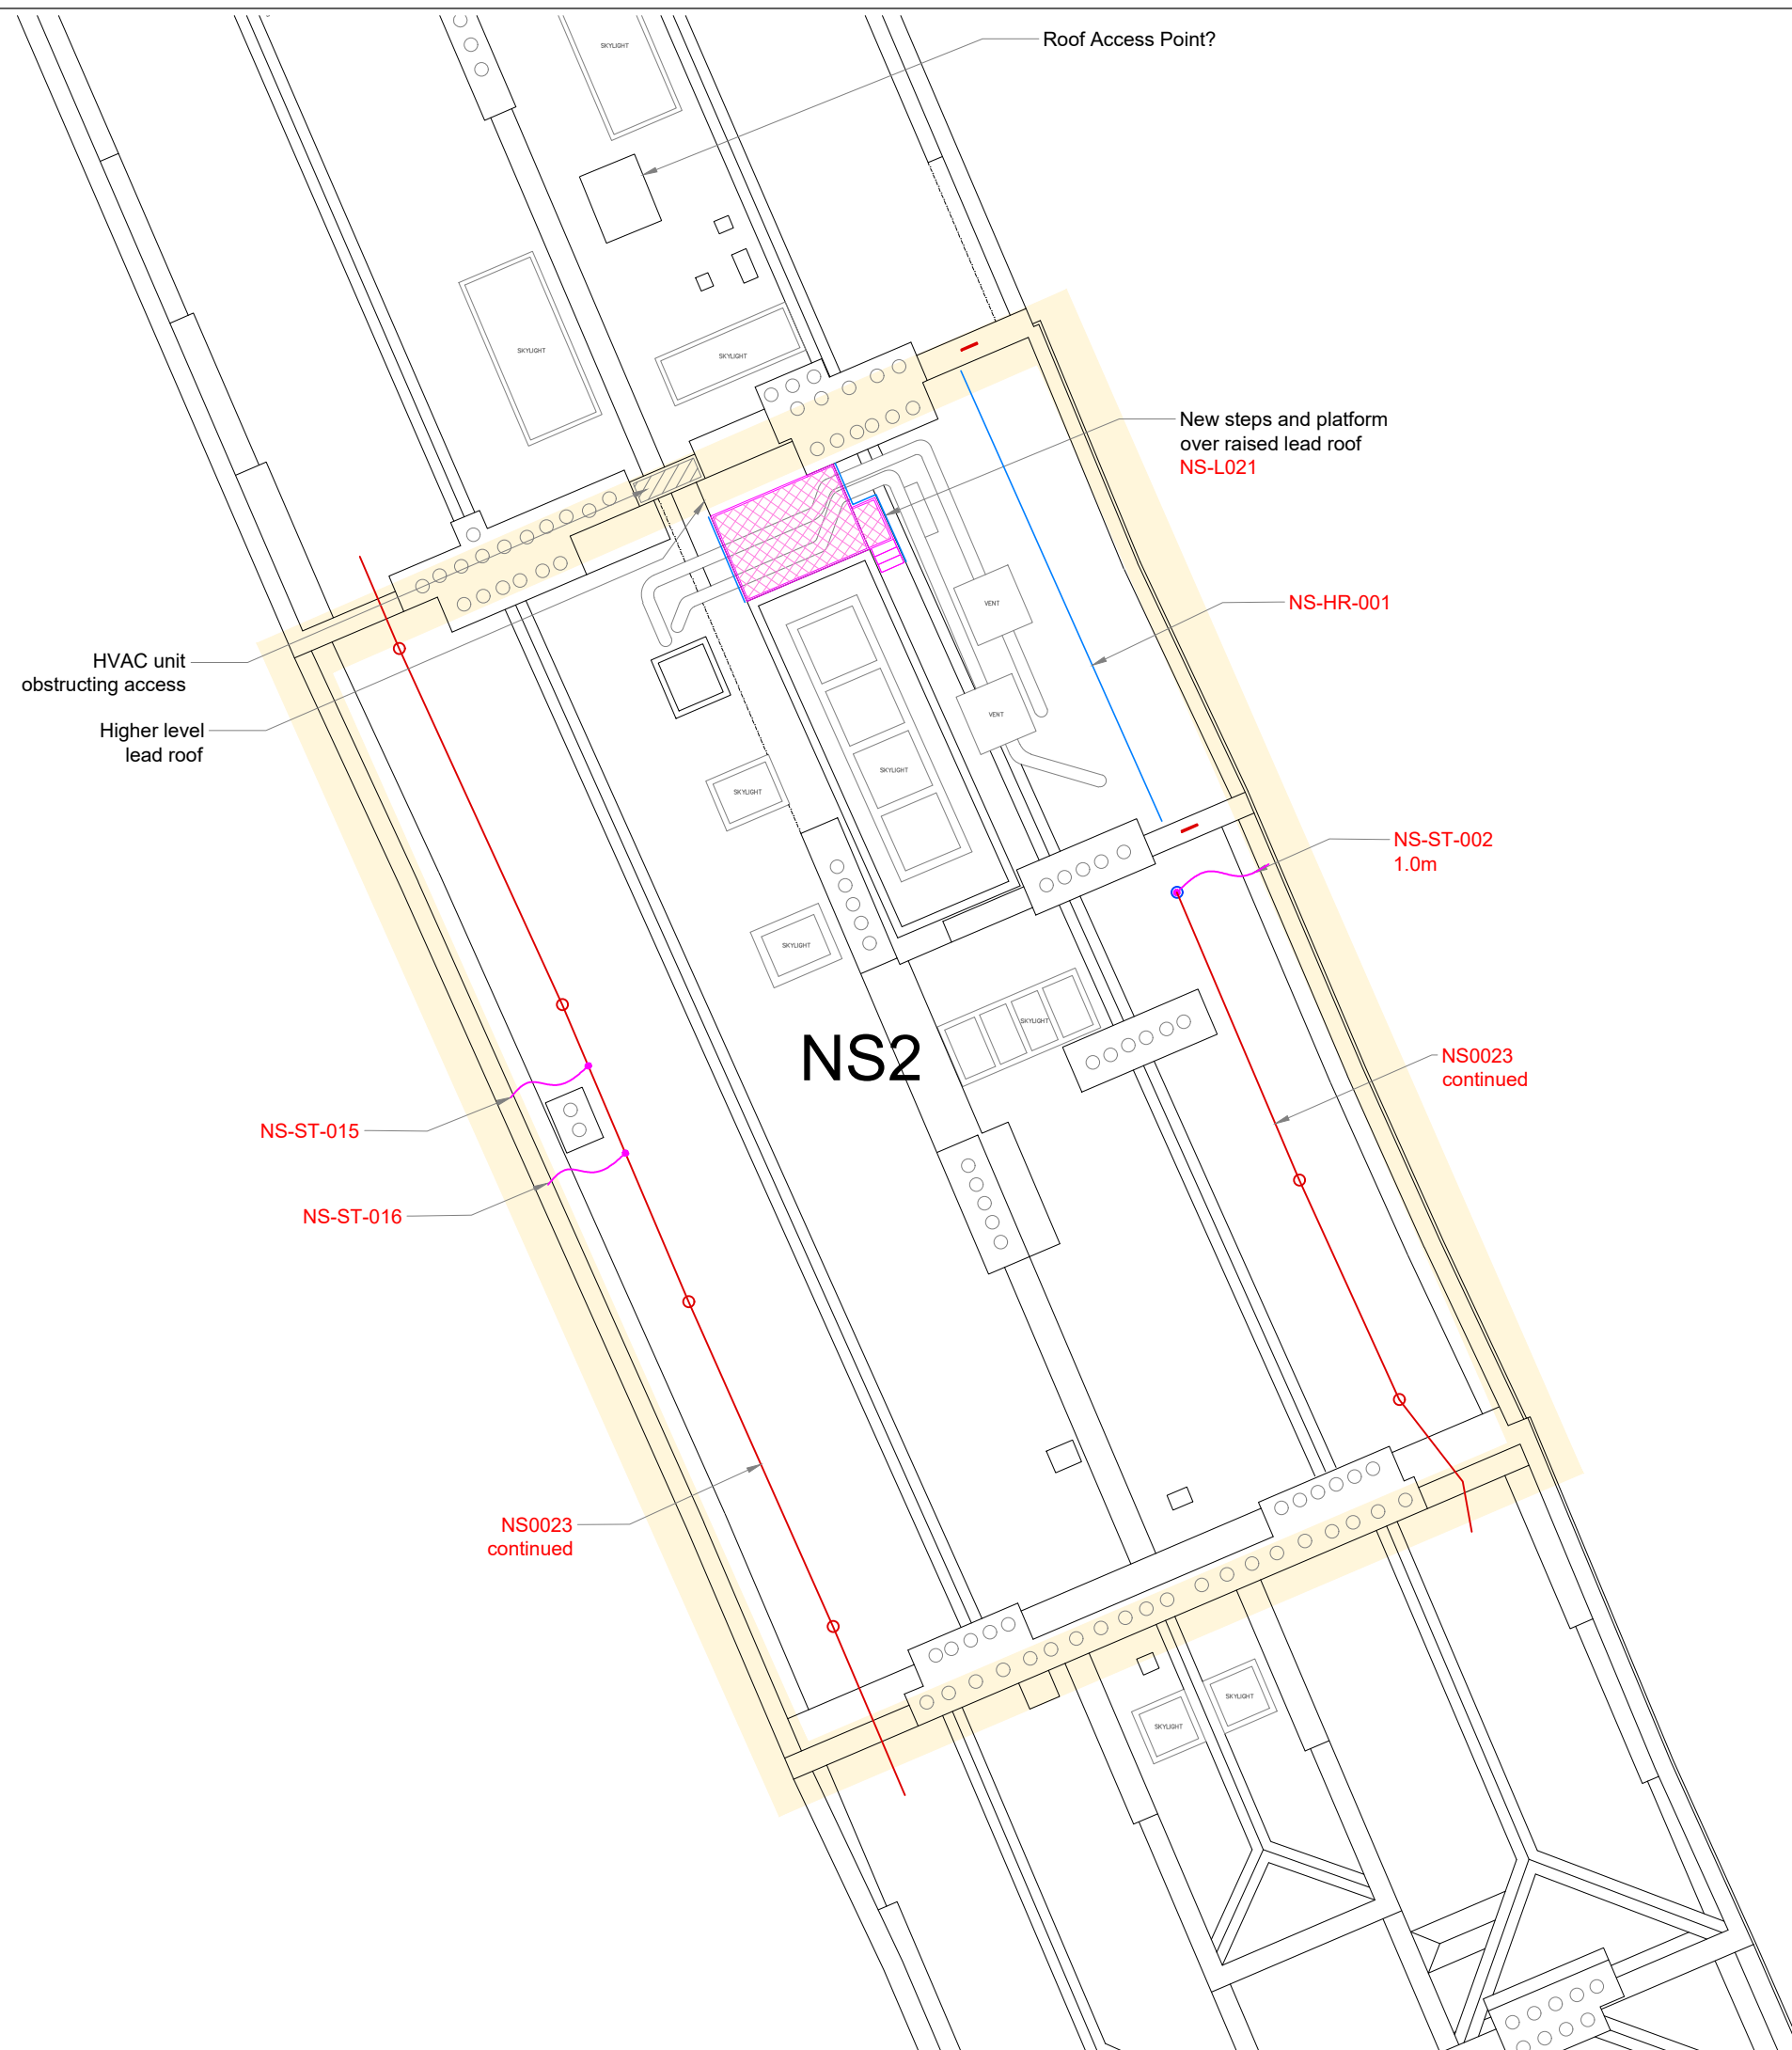 SKYLIGHT
Roof Access Point?
SKYLIGHT
SKYLIGHT
New steps and platform
over raised lead roof
NS-L021
VENT
NS-HR-001
HVAC unit
obstructing access
Higher level
lead roof
VENT
SKYLIGHT
SKYLIGHT
NS-ST-002
1.0m
SKYLIGHT
SKYLIGHT
NS2
NS0023
continued
NS-ST-015
NS-ST-016
NS0023
continued
SKYLIGHT
SKYLIGHT